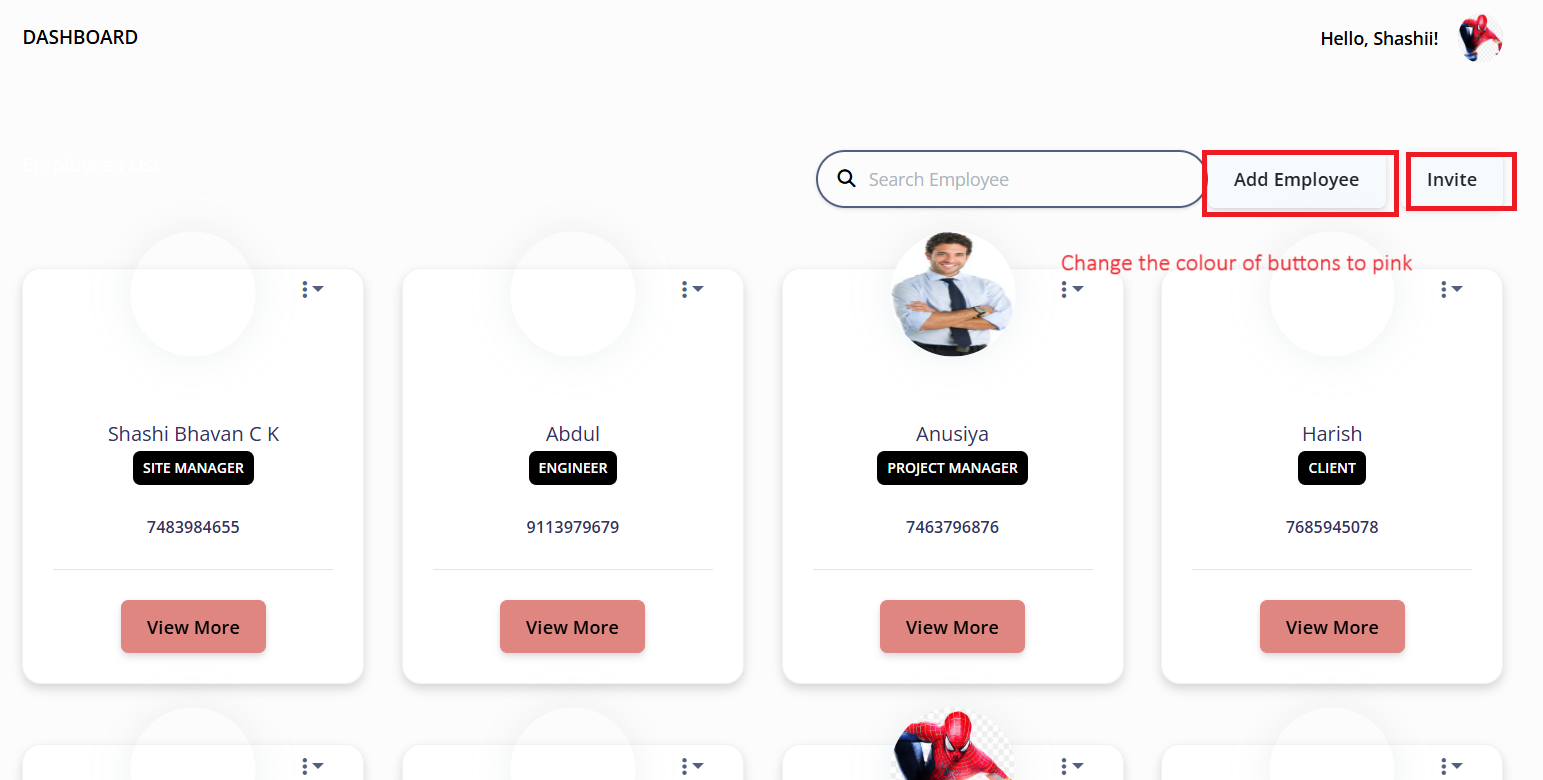 DASHBOARD
Hello, Shashii!
Employees List
Search Employee
Add Employee
Invite
Change the colour of buttons to pink
Shashi Bhavan C K
SITE MANAGER
7483984655
View More
Abdul
ENGINEER
9113979679
View More
Anusiya
PROJECT MANAGER
7463796876
View More
Harish
CLIENT
7685945078
View More